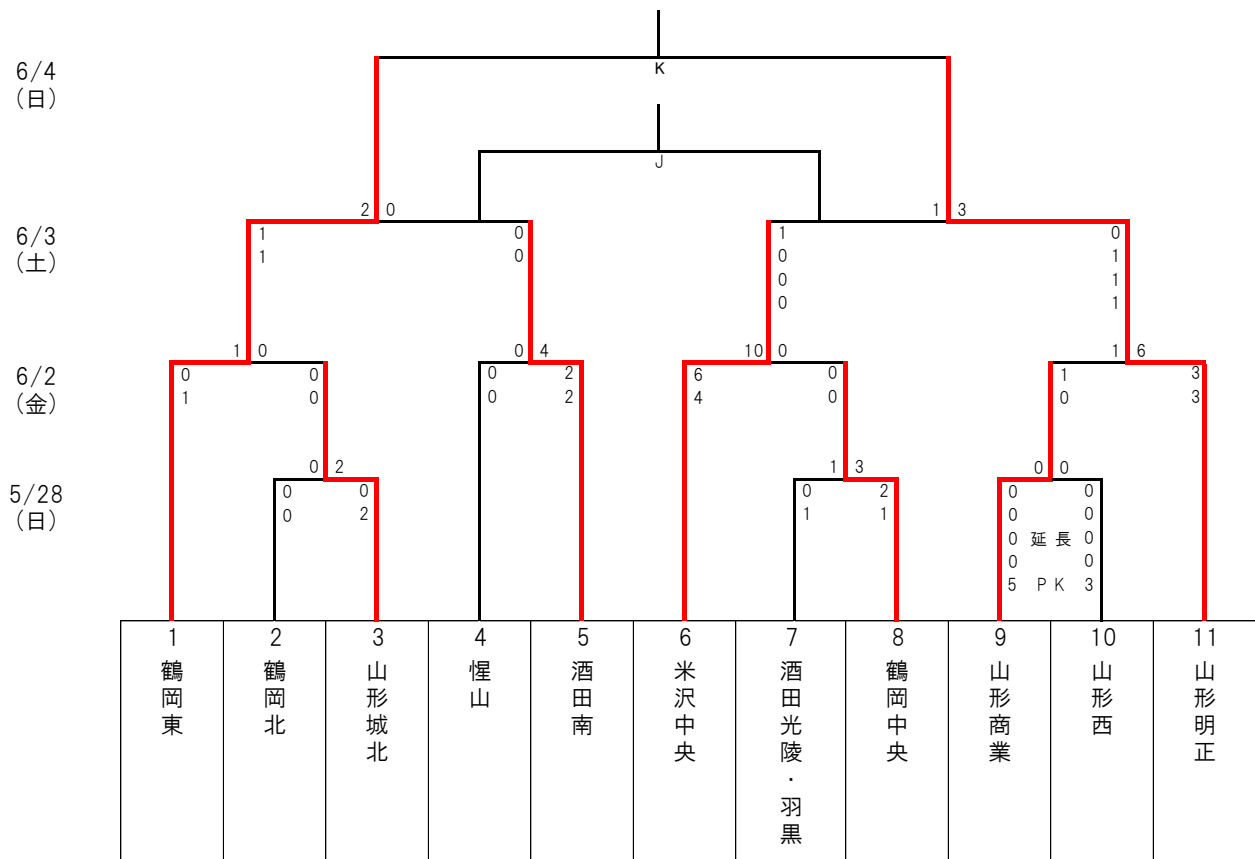 6/4
(日)
K
J
6/3
(土)
2 0
1 3
1 0 1 0
1 0 0 1
0 1
0 1
6/2
(金)
1 0
0 4
10 0
1 6
0 0 0 2 6 0 1 3
1 0 0 2 4 0 0 3
5/28
(日)
0 2
1 3
0 0
0 0 0 2 0 0
0 2 1 1 0 0
0 延長 0
0 0
5 PK 3
1 2 3 4 5 6 7 8 9 10 11
鶴岡東
鶴岡北
山形城北
惺山
酒田南
米沢中央
酒田光陵・羽黒
鶴岡中央
山形商業
山形西
山形明正